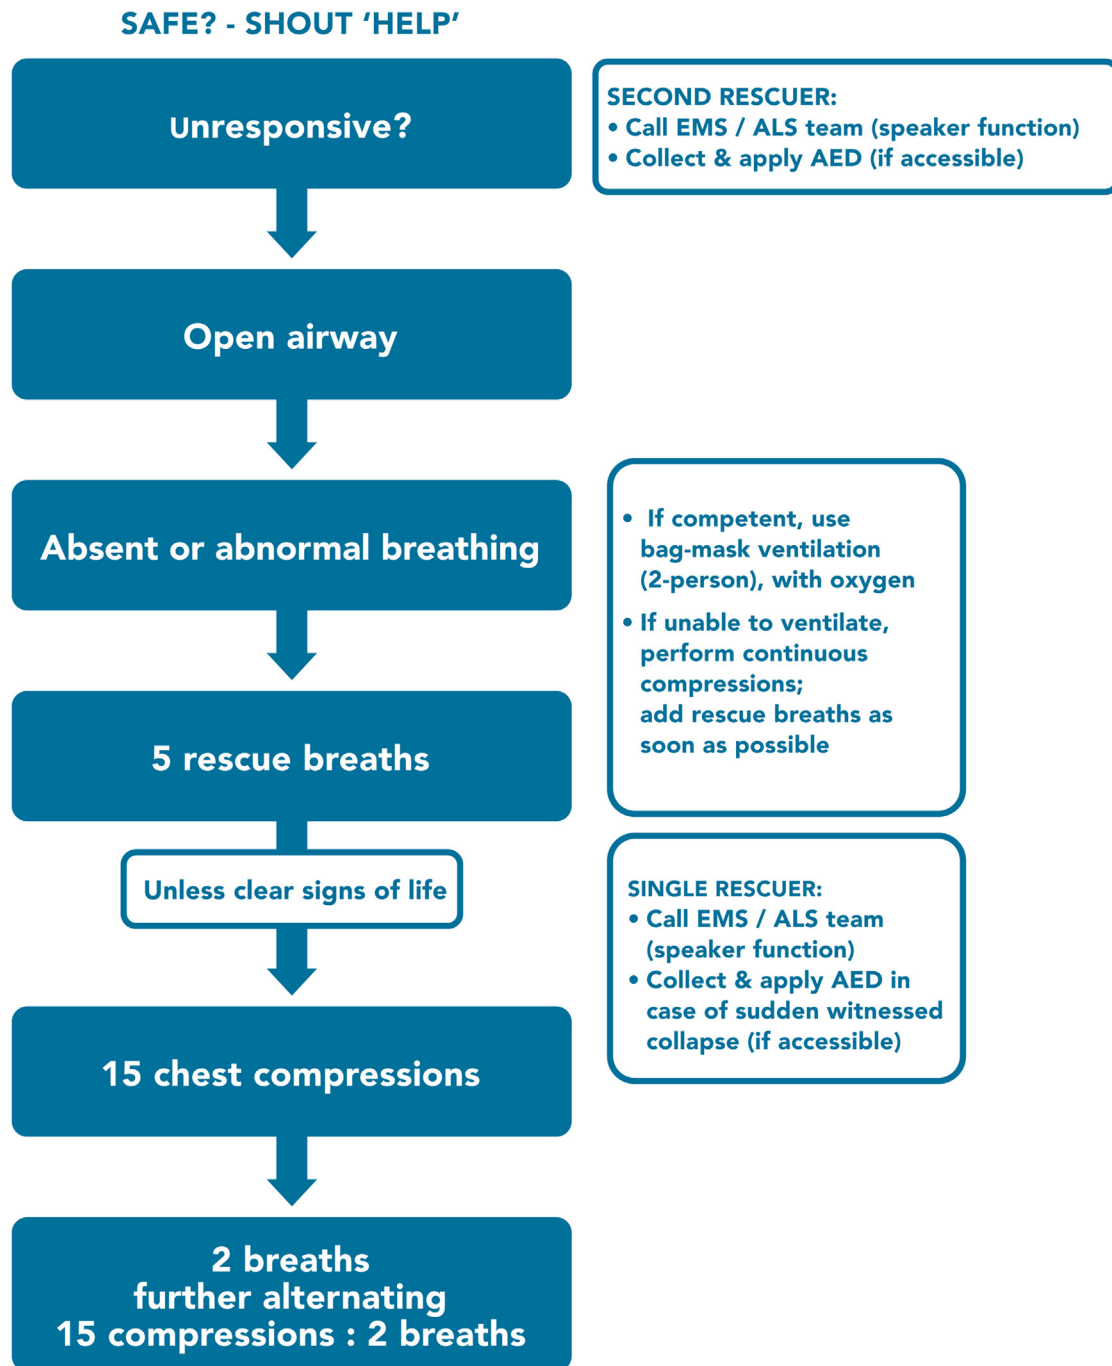 SAFE? - SHOUT 'HELP'
Unresponsive?
SECOND RESCUER:
• Call EMS / ALS team (speaker function)
• Collect & apply AED (if accessible)
Open airway
Absent or abnormal breathing
• If competent, use
bag-mask ventilation
(2-person), with oxygen
• If unable to ventilate,
perform continuous
compressions;
add rescue breaths as
soon as possible
5 rescue breaths
Unless clear signs of life
SINGLE RESCUER:
• Call EMS / ALS team
(speaker function)
• Collect & apply AED in
case of sudden witnessed
collapse (if accessible)
15 chest compressions
2 breaths
further alternating
15 compressions : 2 breaths